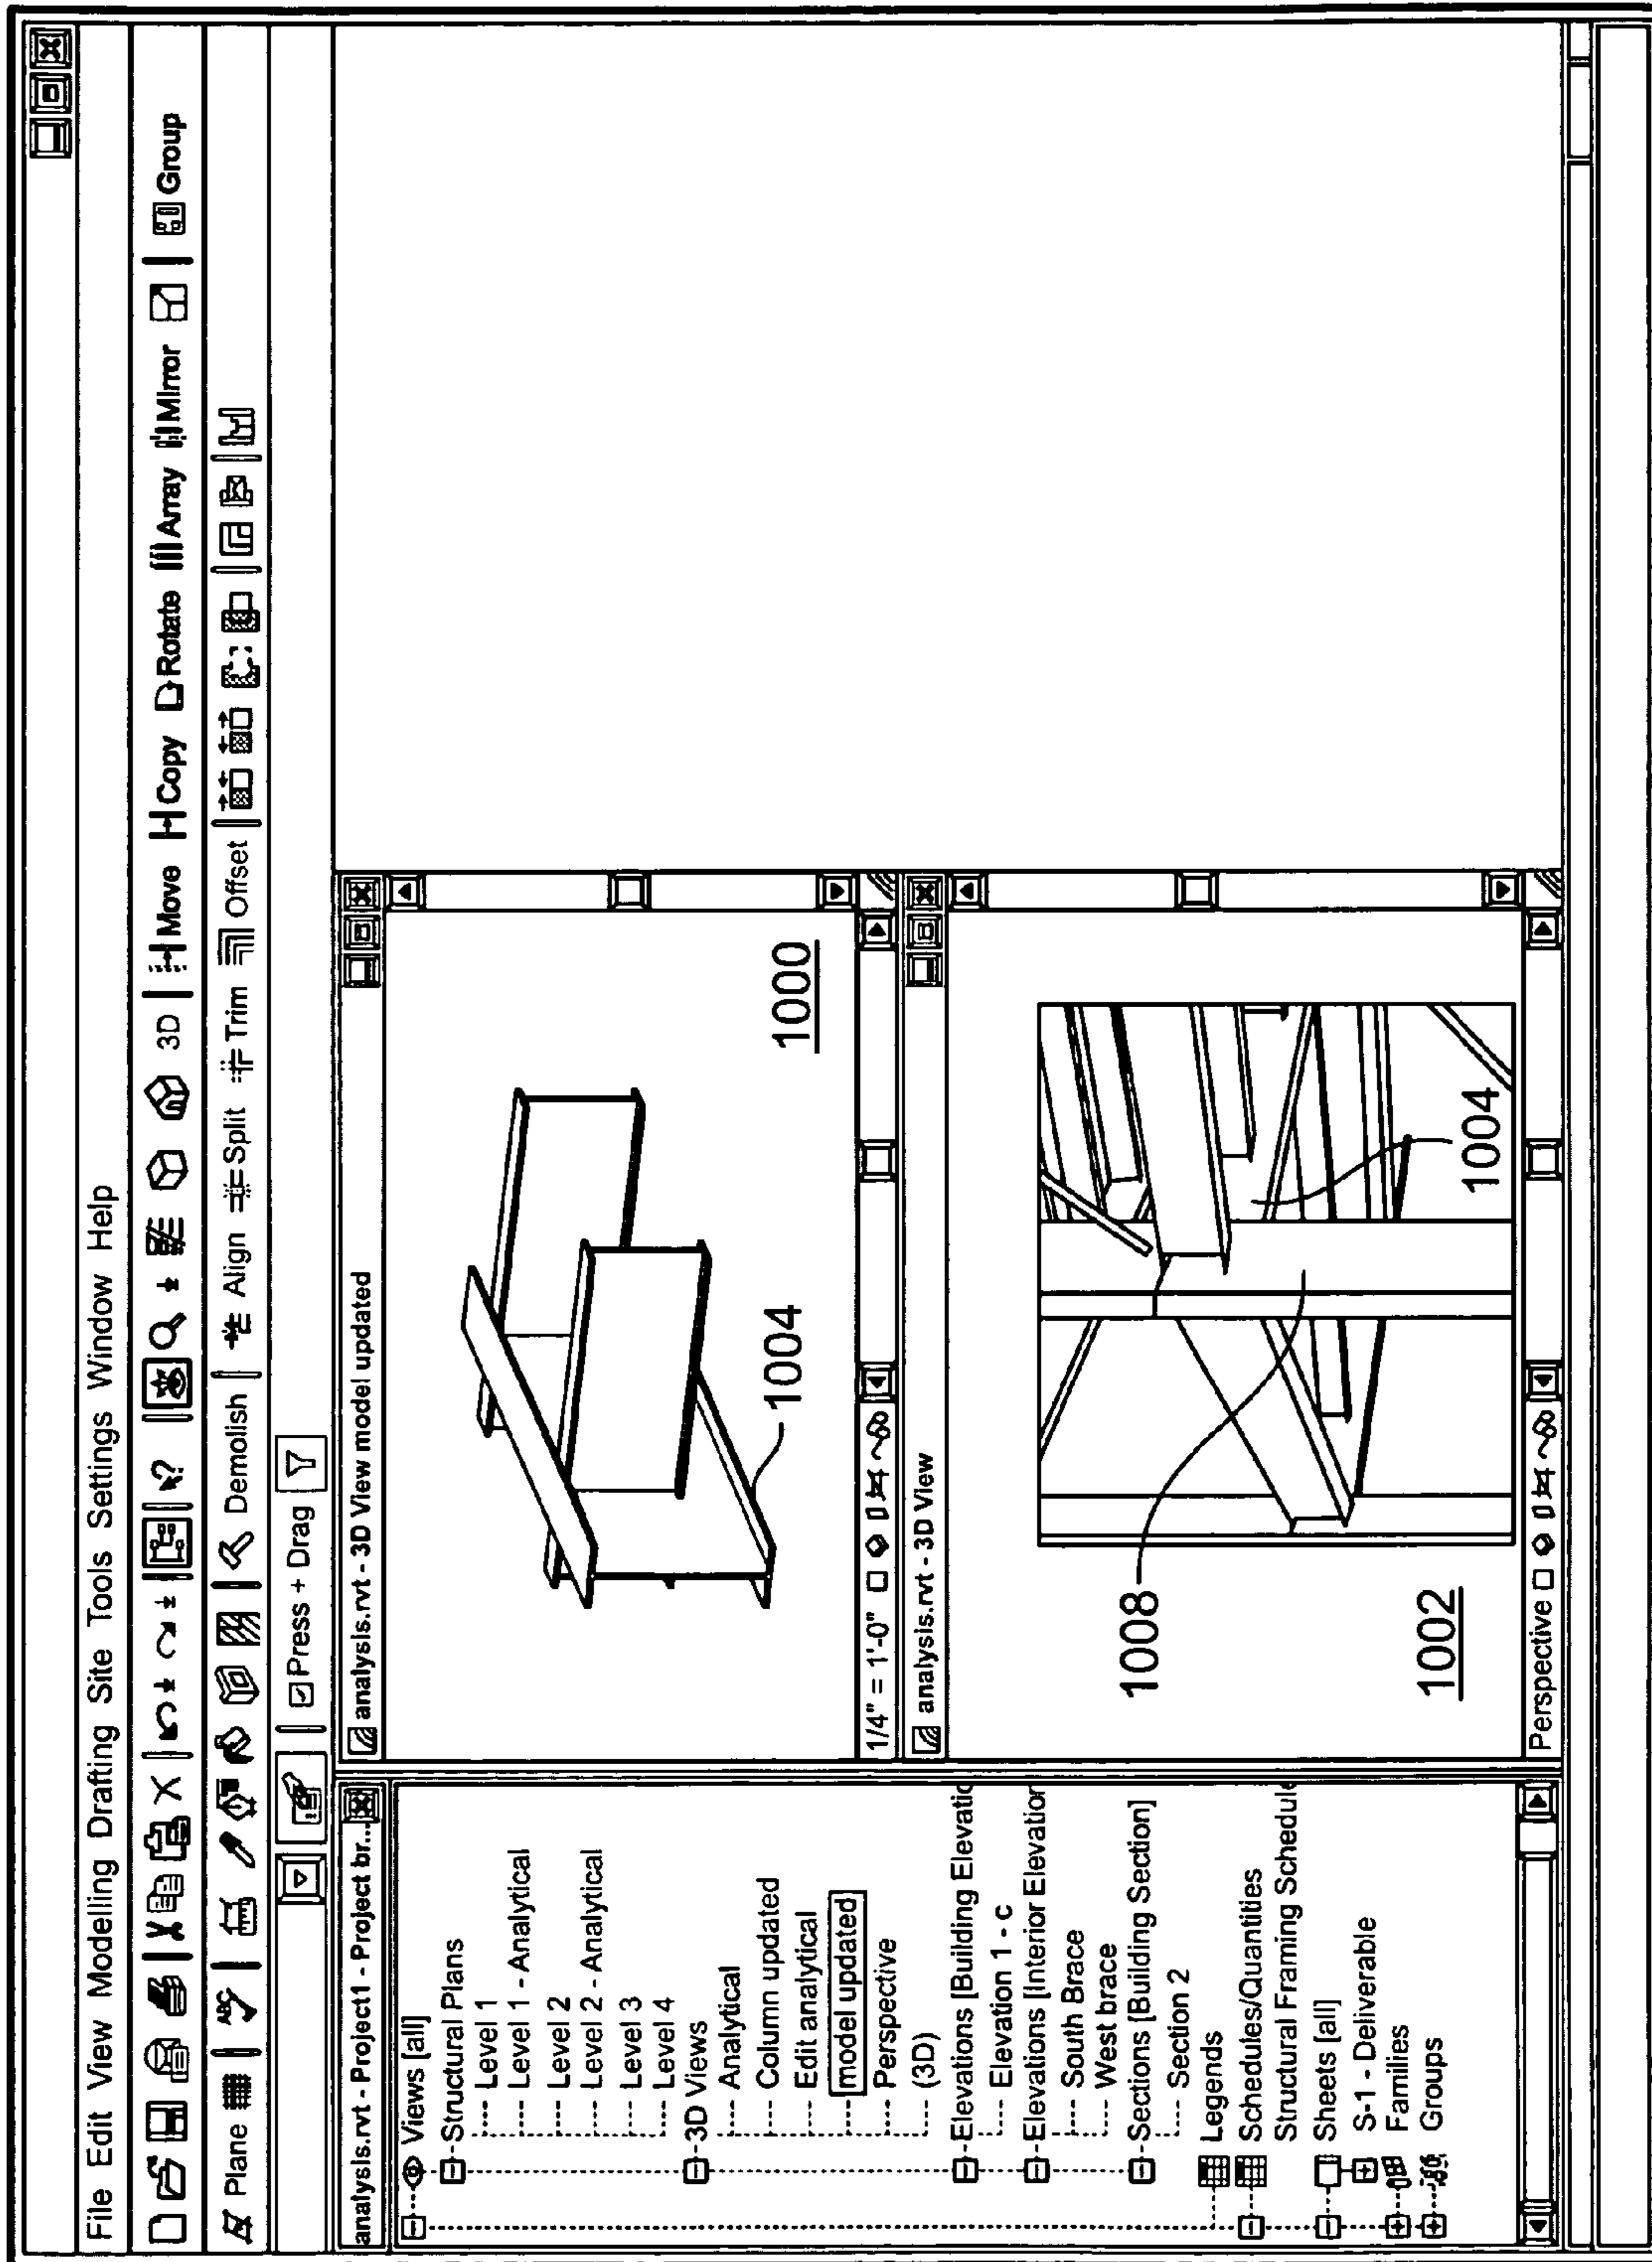 File Edit View Modelling Drafting Site Tools Settings Window Help
? 3D Move Copy Rotate Array Mirror Group
Plane ABC Demolish Align Split Trim Offset
Press + Drag
analysis.rvt - Project1 - Project br...
Views [all]
Structural Plans
Level 1
Level 1 - Analytical
Level 2
Level 2 - Analytical
Level 3
Level 4
3D Views
Analytical
Column updated
Edit analytical
model updated
Perspective
(3D)
Elevations [Building Elevatio
Elevation 1 - c
Elevations [Interior Elevation
South Brace
West brace
Sections [Building Section]
Section 2
Legends
Schedules/Quantities
Structural Framing Schedule
Sheets [all]
S-1 - Deliverable
Families
Groups
analysis.rvt - 3D View model updated
1004
1000
1/4" = 1'-0"
analysis.rvt - 3D View
1008
1004
1002
Perspective